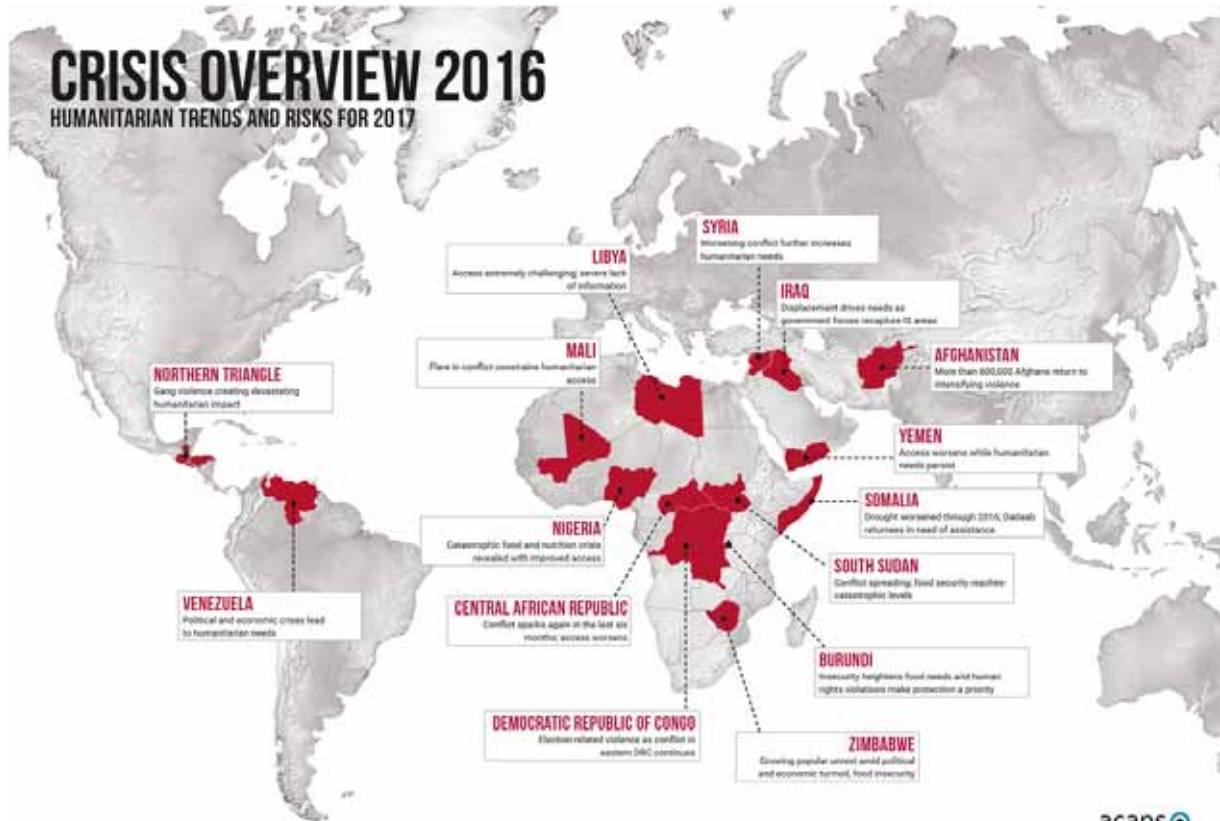 CRISIS OVERVIEW 2016
HUMANITARIAN TRENDS AND RISKS FOR 2017
SYRIA
Worsening conflict further increases
humanitarian needs
LIBYA
Access extremely challenging; severe lack
of information
IRAQ
Displacement drives needs as
government forces recapture IS areas
MALI
Flare in conflict constrains humanitarian
access
AFGHANISTAN
More than 600,000 Afghans return to
intensifying violence
NORTHERN TRIANGLE
Gang violence creating devastating
humanitarian impact
YEMEN
Access worsens while humanitarian
needs persist
SOMALIA
Drought worsened through 2016; Dadaab
returnees in need of assistance
NIGERIA
Catastrophic food and nutrition crisis
revealed with improved access
SOUTH SUDAN
Conflict spreading; food security reaches
catastrophic levels
VENEZUELA
Political and economic crises lead
to humanitarian needs
CENTRAL AFRICAN REPUBLIC
Conflict sparks again in the last six
months; access worsens
BURUNDI
Insecurity heightens food needs and human
rights violations make protection a priority
DEMOCRATIC REPUBLIC OF CONGO
Election-related violence as conflict in
eastern DRC continues
ZIMBABWE
Growing popular unrest amid political
and economic turmoil, food insecurity
acaps